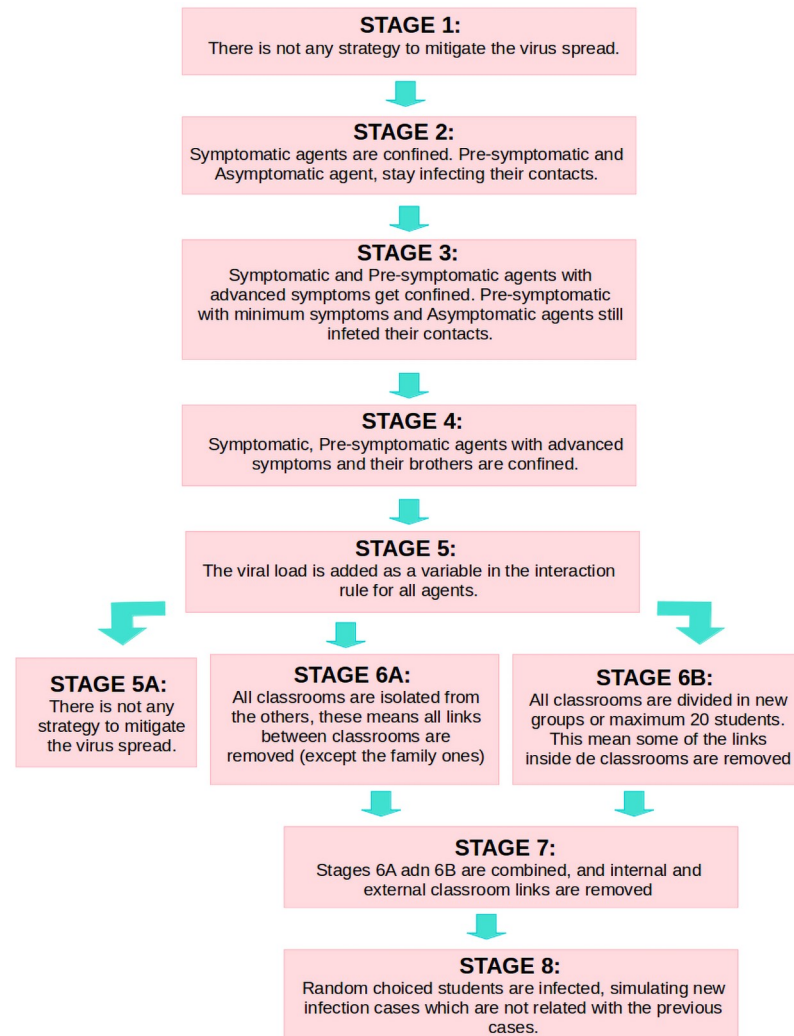 STAGE 1:
There is not any strategy to mitigate the virus spread.
STAGE 2:
Symptomatic agents are confined. Pre-symptomatic and
Asymptomatic agent, stay infecting their contacts.
STAGE 3:
Symptomatic and Pre-symptomatic agents with
advanced symptoms get confined. Pre-symptomatic
with minimum symptoms and Asymptomatic agents still
infeted their contacts.
STAGE 4:
Symptomatic, Pre-symptomatic agents with advanced
symptoms and their brothers are confined.
STAGE 5:
The viral load is added as a variable in the interaction
rule for all agents.
STAGE 5A:
There is not any
strategy to mitigate
the virus spread.
STAGE 6A:
All classrooms are isolated from
the others, these means all links
between classrooms are
removed (except the family ones)
STAGE 6B:
All classrooms are divided in new
groups or maximum 20 students.
This mean some of the links
inside de classrooms are removed
STAGE 7:
Stages 6A adn 6B are combined, and internal and
external classroom links are removed
STAGE 8:
Random choiced students are infected, simulating new
infection cases which are not related with the previous
cases.